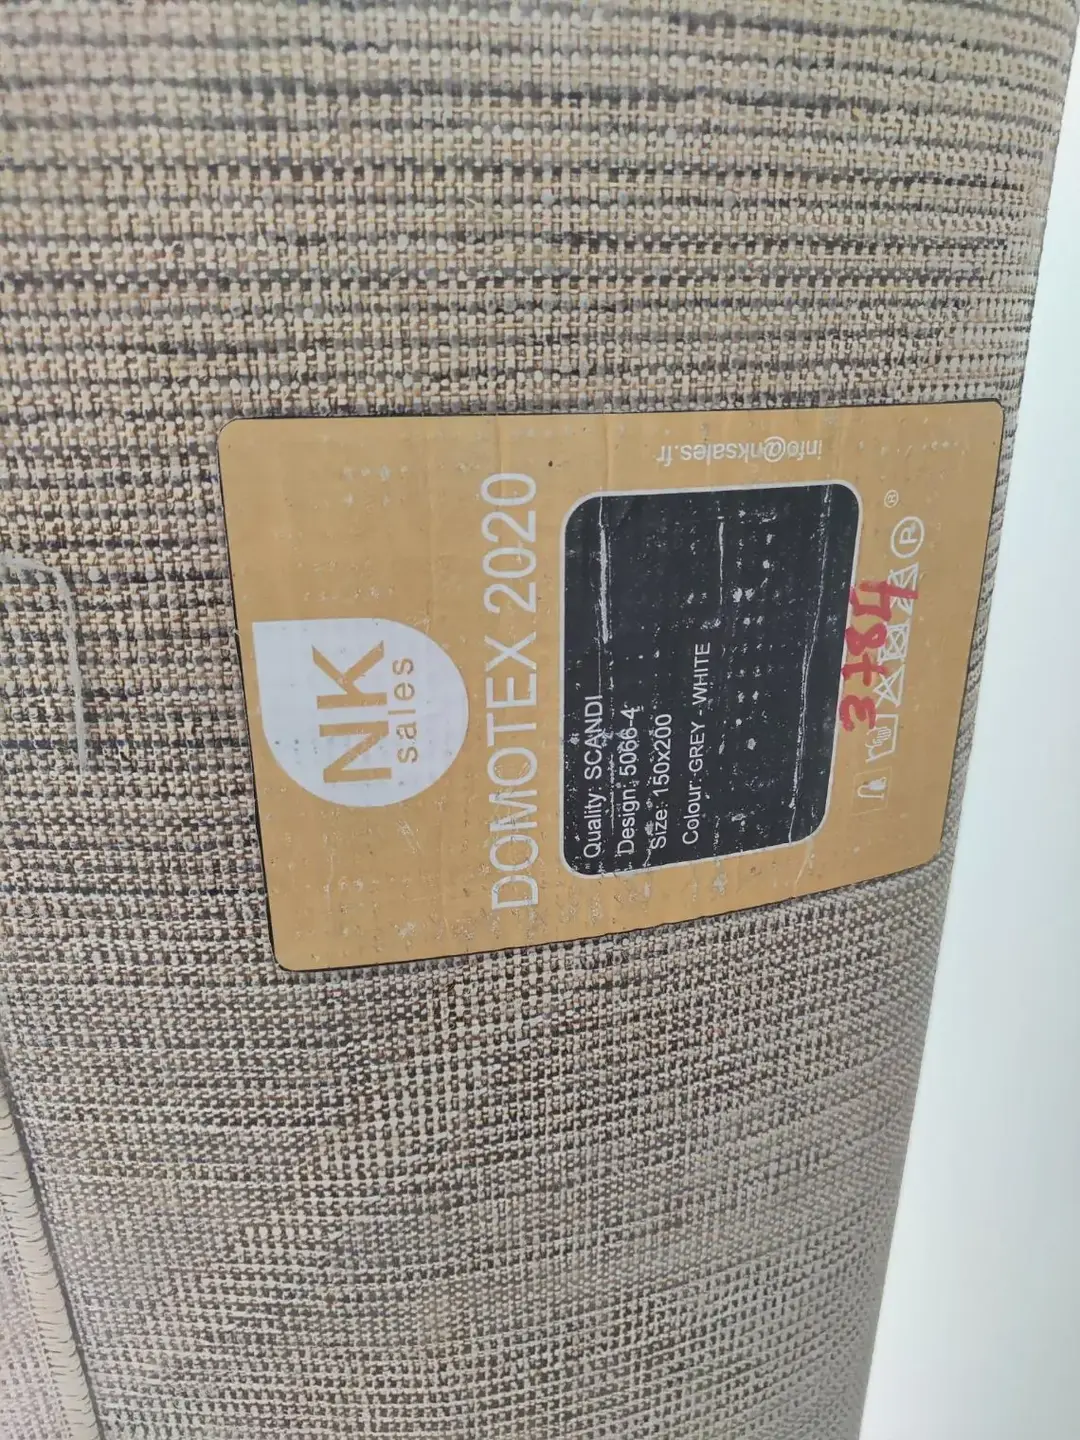 NK
sales
DOMOTEX 2020
Quality: SCANDI
Design: 5066-4
Size: 150x200
Colour: GREY -WHITE
3784
P
®
info@nksales.fr